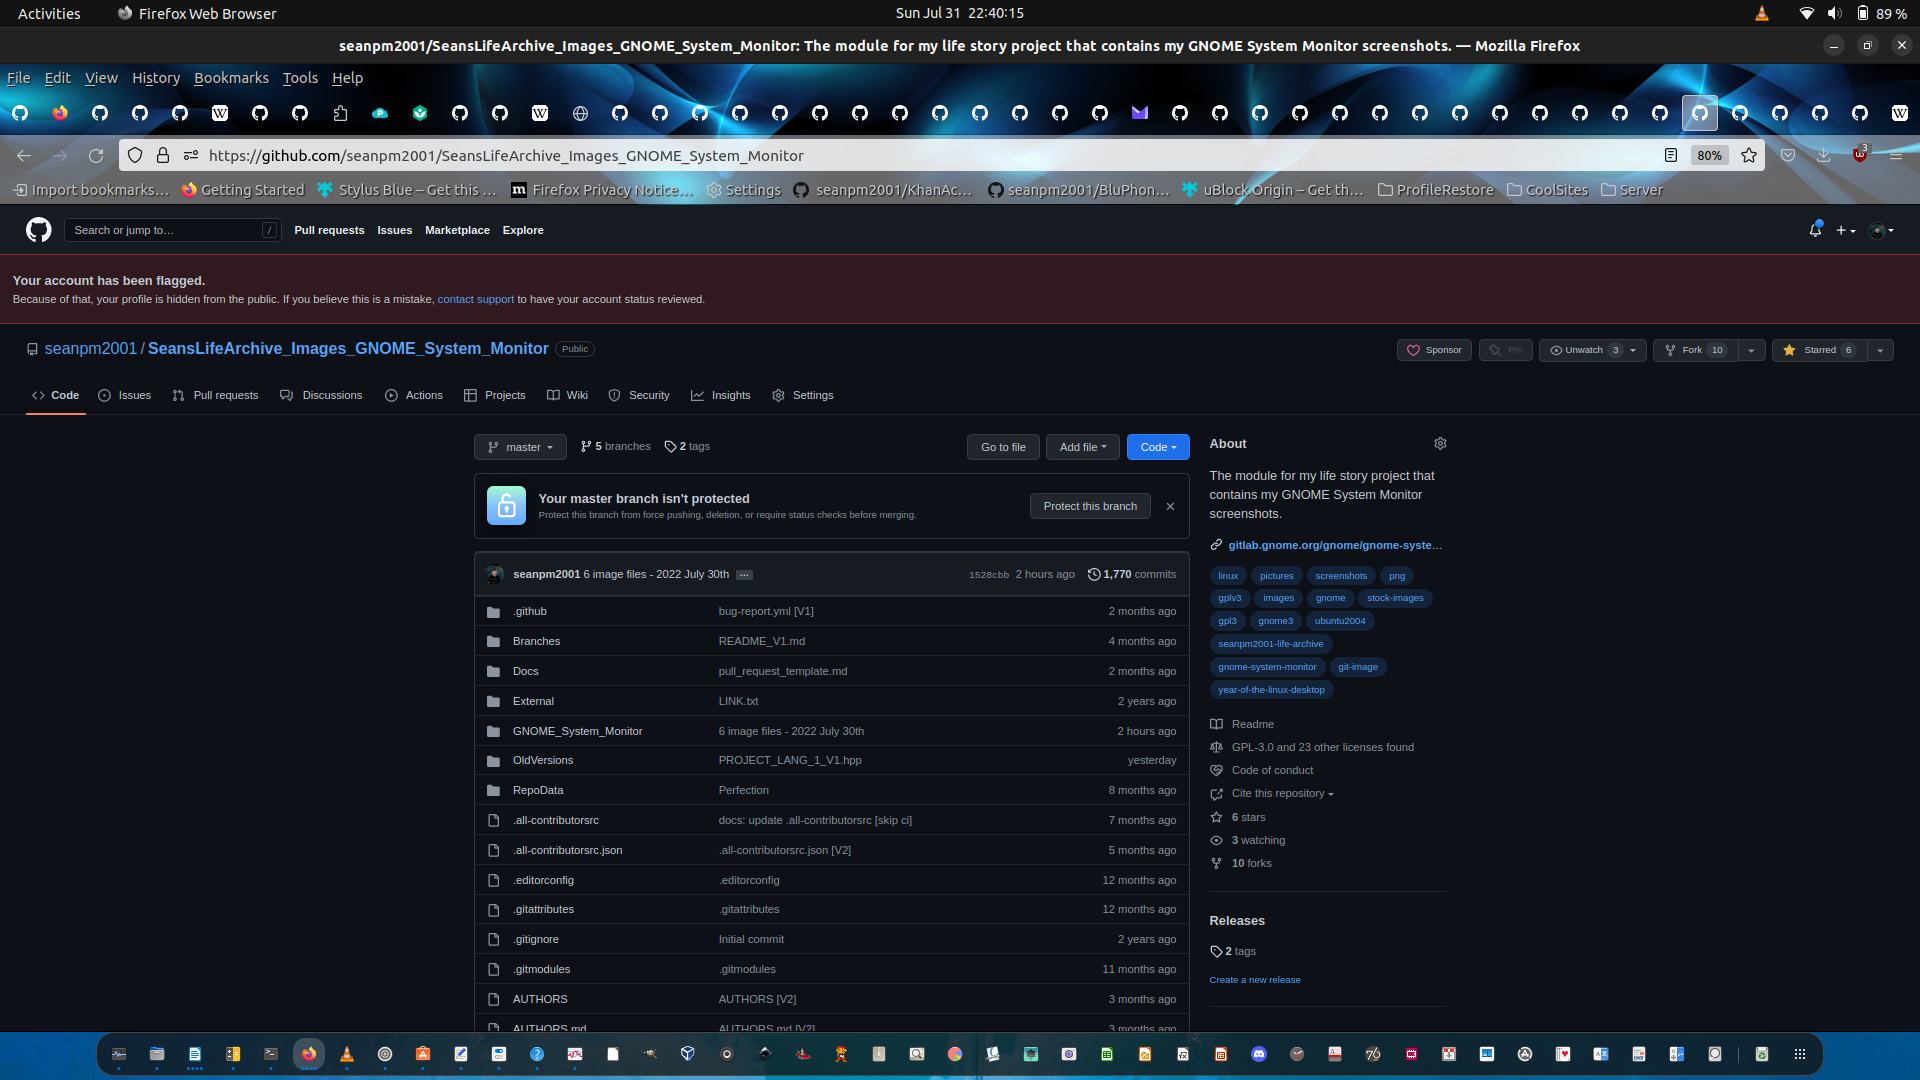 Activities Firefox Web Browser Sun Jul 31 22:40:15 89 %
seanpm2001/SeansLifeArchive_Images_GNOME_System_Monitor: The module for my life story project that contains my GNOME System Monitor screenshots. — Mozilla Firefox
File Edit View History Bookmarks Tools Help
https://github.com/seanpm2001/SeansLifeArchive_Images_GNOME_System_Monitor 80% 3
Import bookmarks… Getting Started Stylus Blue – Get this … Firefox Privacy Notice… Settings seanpm2001/KhanAc… seanpm2001/BluPhon… uBlock Origin – Get th… ProfileRestore CoolSites Server
Search or jump to… / Pull requests Issues Marketplace Explore
Your account has been flagged.
Because of that, your profile is hidden from the public. If you believe this is a mistake, contact support to have your account status reviewed.
seanpm2001 / SeansLifeArchive_Images_GNOME_System_Monitor Public Sponsor Pin Unwatch 3 Fork 10 Starred 6
Code Issues Pull requests Discussions Actions Projects Wiki Security Insights Settings
master 5 branches 2 tags Go to file Add file Code
Your master branch isn't protected
Protect this branch from force pushing, deletion, or require status checks before merging.
Protect this branch
seanpm2001 6 image files - 2022 July 30th … 1528cbb 2 hours ago 1,770 commits
.github bug-report.yml [V1] 2 months ago
Branches README_V1.md 4 months ago
Docs pull_request_template.md 2 months ago
External LINK.txt 2 years ago
GNOME_System_Monitor 6 image files - 2022 July 30th 2 hours ago
OldVersions PROJECT_LANG_1_V1.hpp yesterday
RepoData Perfection 8 months ago
.all-contributorsrc docs: update .all-contributorsrc [skip ci] 7 months ago
.all-contributorsrc.json .all-contributorsrc.json [V2] 5 months ago
.editorconfig .editorconfig 12 months ago
.gitattributes .gitattributes 12 months ago
.gitignore Initial commit 2 years ago
.gitmodules .gitmodules 11 months ago
AUTHORS AUTHORS [V2] 3 months ago
AUTHORS.md AUTHORS.md [V2] 3 months ago
About
The module for my life story project that
contains my GNOME System Monitor
screenshots.
gitlab.gnome.org/gnome/gnome-syste…
linux pictures screenshots png
gplv3 images gnome stock-images
gpl3 gnome3 ubuntu2004
seanpm2001-life-archive
gnome-system-monitor git-image
year-of-the-linux-desktop
Readme
GPL-3.0 and 23 other licenses found
Code of conduct
Cite this repository
6 stars
3 watching
10 forks
Releases
2 tags
Create a new release